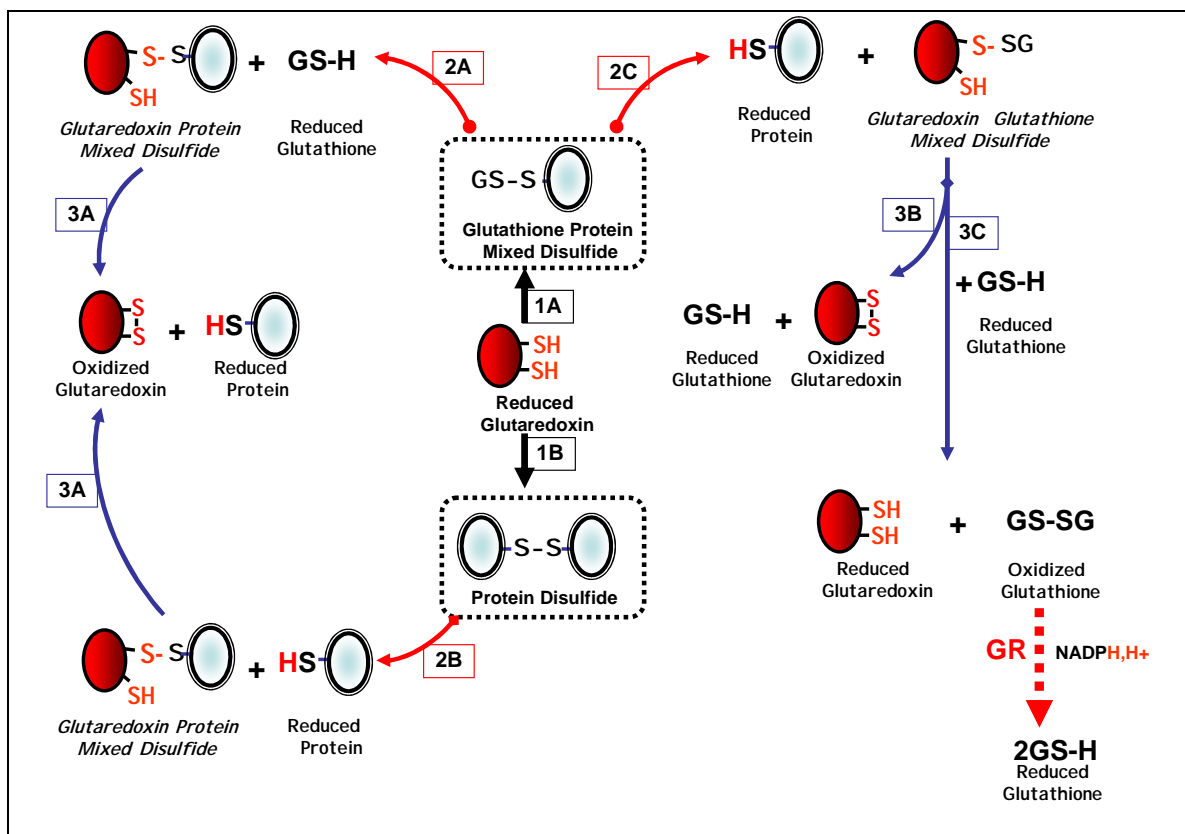 S- S
SH
+
GS-H
Glutaredoxin Protein
Mixed Disulfide
Reduced
Glutathione
2A
2C
HS
+
S- SG
SH
Reduced
Protein
Glutaredoxin Glutathione
Mixed Disulfide
GS-S
Glutathione Protein
Mixed Disulfide
3A
3B
3C
S
S
+
HS
Oxidized
Glutaredoxin
Reduced
Protein
1A
SH
SH
Reduced
Glutaredoxin
1B
GS-H
+
S
S
Reduced
Glutathione
Oxidized
Glutaredoxin
+GS-H
Reduced
Glutathione
3A
S-S
Protein Disulfide
SH
SH
+
GS-SG
Reduced
Glutaredoxin
Oxidized
Glutathione
S- S
SH
+
HS
2B
Glutaredoxin Protein
Mixed Disulfide
Reduced
Protein
GR
NADPH,H+
2GS-H
Reduced
Glutathione